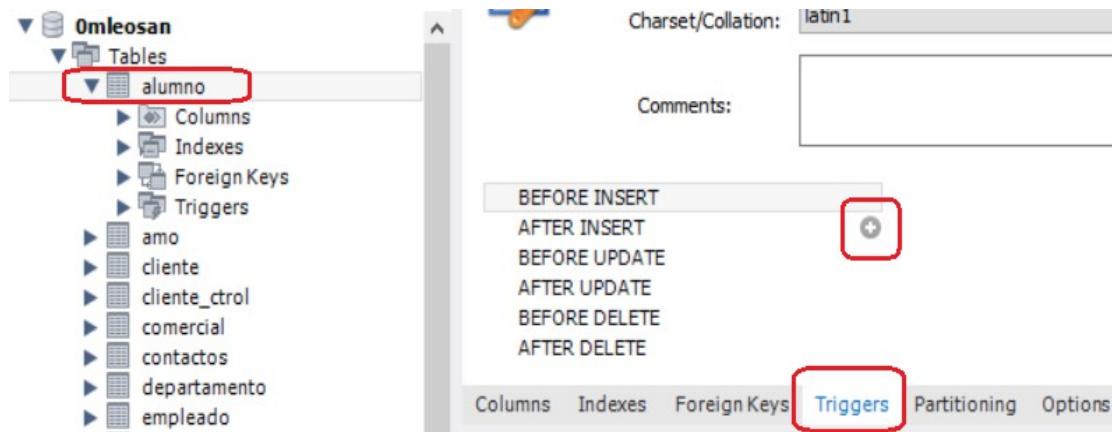 0mleosan
Tables
alumno
Columns
Indexes
Foreign Keys
Triggers
amo
cliente
cliente_ctrol
comercial
contactos
departamento
empleado
Charset/Collation: latin1
Comments:
BEFORE INSERT
AFTER INSERT
BEFORE UPDATE
AFTER UPDATE
BEFORE DELETE
AFTER DELETE
Columns Indexes Foreign Keys Triggers Partitioning Options